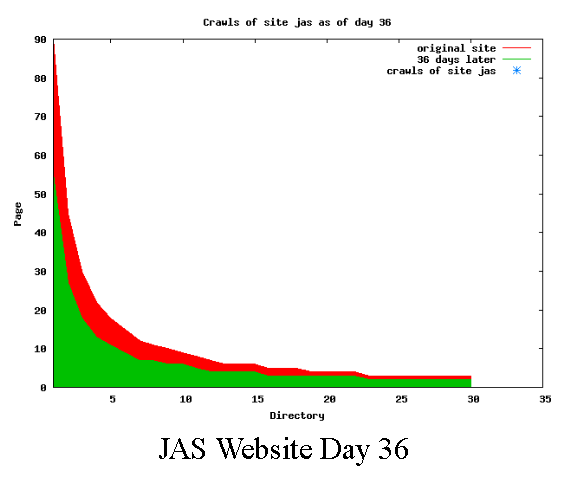 Crawls of site jas as of day 36
original site
36 days later
crawls of site jas
90
80
70
60
50
40
30
20
10
0
Page
5 10 15 20 25 30 35
Directory
JAS Website Day 36